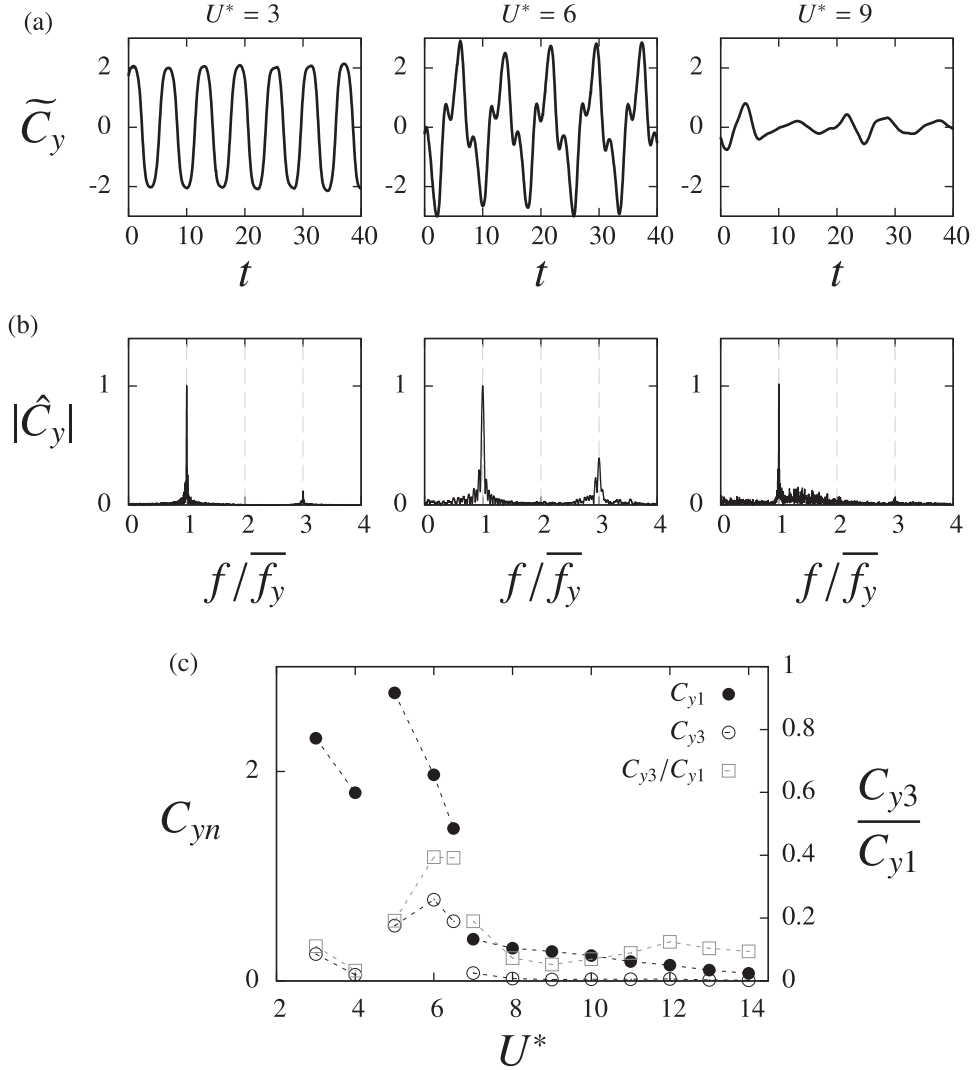 (a)
U* = 3
U* = 6
U* = 9
C̃y
2
0
-2
0 10 20 30 40
t
2
0
-2
0 10 20 30 40
t
2
0
-2
0 10 20 30 40
t
(b)
|Ĉy|
1
0
0 1 2 3 4
f / f̅y
1
0
0 1 2 3 4
f / f̅y
1
0
0 1 2 3 4
f / f̅y
(c)
Cyn
2
0
Cy1
Cy3
Cy3/Cy1
1
0.8
0.6
0.4
0.2
0
Cy3
Cy1
2 4 6 8 10 12 14
U*